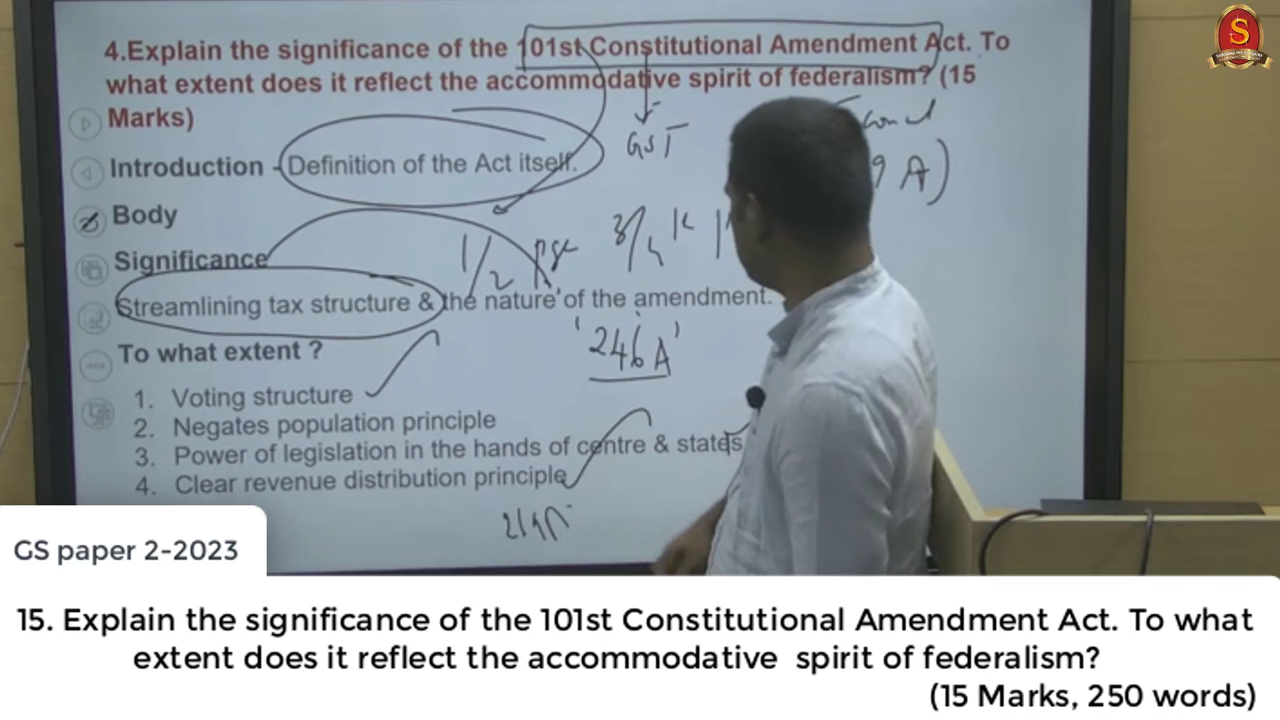 S
4.Explain the significance of the 101st Constitutional Amendment Act. To
what extent does it reflect the accommodative spirit of federalism? (15
Marks)
GST
9 A)
Introduction - Definition of the Act itself.
Body
Significance
1/2
Streamlining tax structure & the nature of the amendment.
'246A'
To what extent ?
1. Voting structure
2. Negates population principle
3. Power of legislation in the hands of centre & states
4. Clear revenue distribution principle
GS paper 2-2023
15. Explain the significance of the 101st Constitutional Amendment Act. To what
extent does it reflect the accommodative spirit of federalism?
(15 Marks, 250 words)